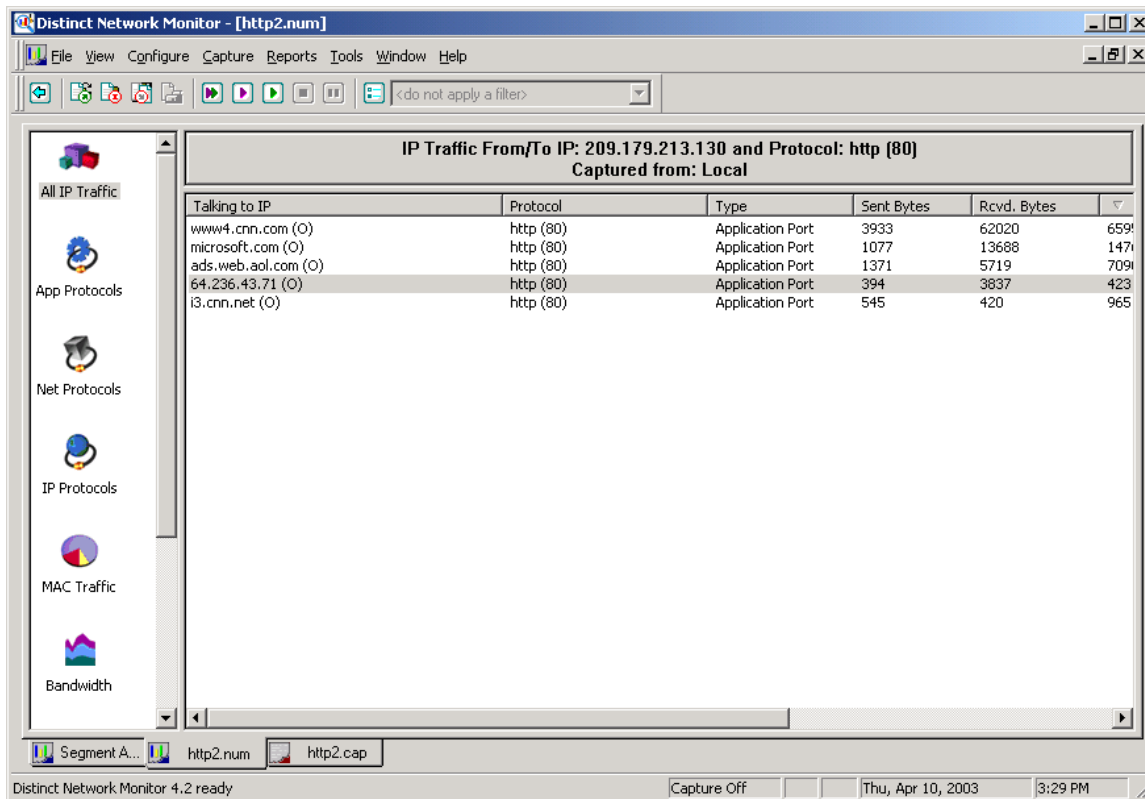 Distinct Network Monitor - [http2.num]
File View Configure Capture Reports Tools Window Help
<do not apply a filter>
All IP Traffic
App Protocols
Net Protocols
IP Protocols
MAC Traffic
Bandwidth
IP Traffic From/To IP: 209.179.213.130 and Protocol: http (80)
Captured from: Local
Talking to IP Protocol Type Sent Bytes Rcvd. Bytes
www4.cnn.com (O) http (80) Application Port 3933 62020
microsoft.com (O) http (80) Application Port 1077 13688
ads.web.aol.com (O) http (80) Application Port 1371 5719
64.236.43.71 (O) http (80) Application Port 394 3837 423
i3.cnn.net (O) http (80) Application Port 545 420 965
Segment A... http2.num http2.cap
Distinct Network Monitor 4.2 ready Capture Off Thu, Apr 10, 2003 3:29 PM